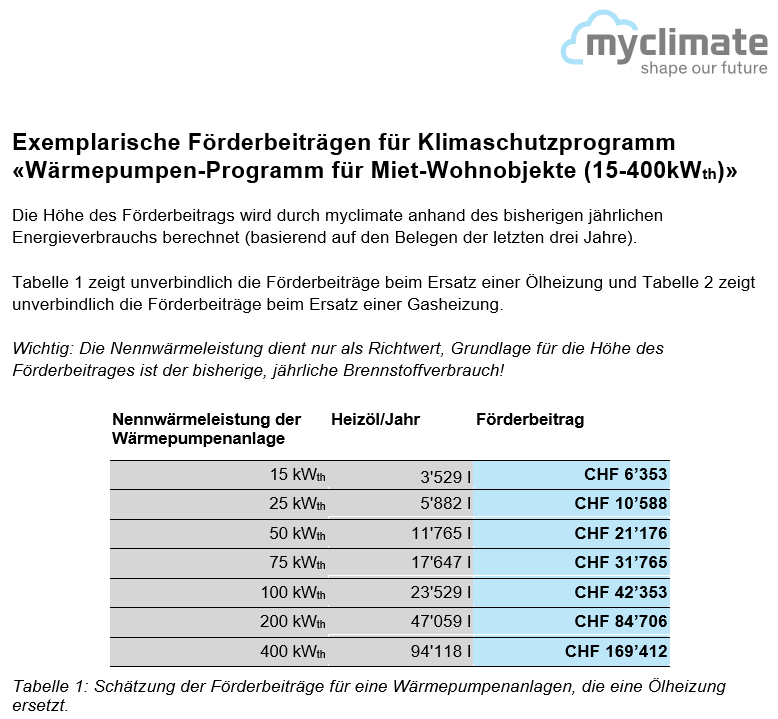 myclimate
shape our future
Exemplarische Förderbeiträgen für Klimaschutzprogramm
«Wärmepumpen-Programm für Miet-Wohnobjekte (15-400kWth)»
Die Höhe des Förderbeitrags wird durch myclimate anhand des bisherigen jährlichen
Energieverbrauchs berechnet (basierend auf den Belegen der letzten drei Jahre).
Tabelle 1 zeigt unverbindlich die Förderbeiträge beim Ersatz einer Ölheizung und Tabelle 2 zeigt
unverbindlich die Förderbeiträge beim Ersatz einer Gasheizung.
Wichtig: Die Nennwärmeleistung dient nur als Richtwert, Grundlage für die Höhe des
Förderbeitrages ist der bisherige, jährliche Brennstoffverbrauch!
Nennwärmeleistung der Heizöl/Jahr Förderbeitrag
Wärmepumpenanlage
15 kWth 3'529 l CHF 6’353
25 kWth 5'882 l CHF 10’588
50 kWth 11'765 l CHF 21’176
75 kWth 17'647 l CHF 31’765
100 kWth 23'529 l CHF 42’353
200 kWth 47'059 l CHF 84’706
400 kWth 94'118 l CHF 169’412
Tabelle 1: Schätzung der Förderbeiträge für eine Wärmepumpenanlagen, die eine Ölheizung
ersetzt.